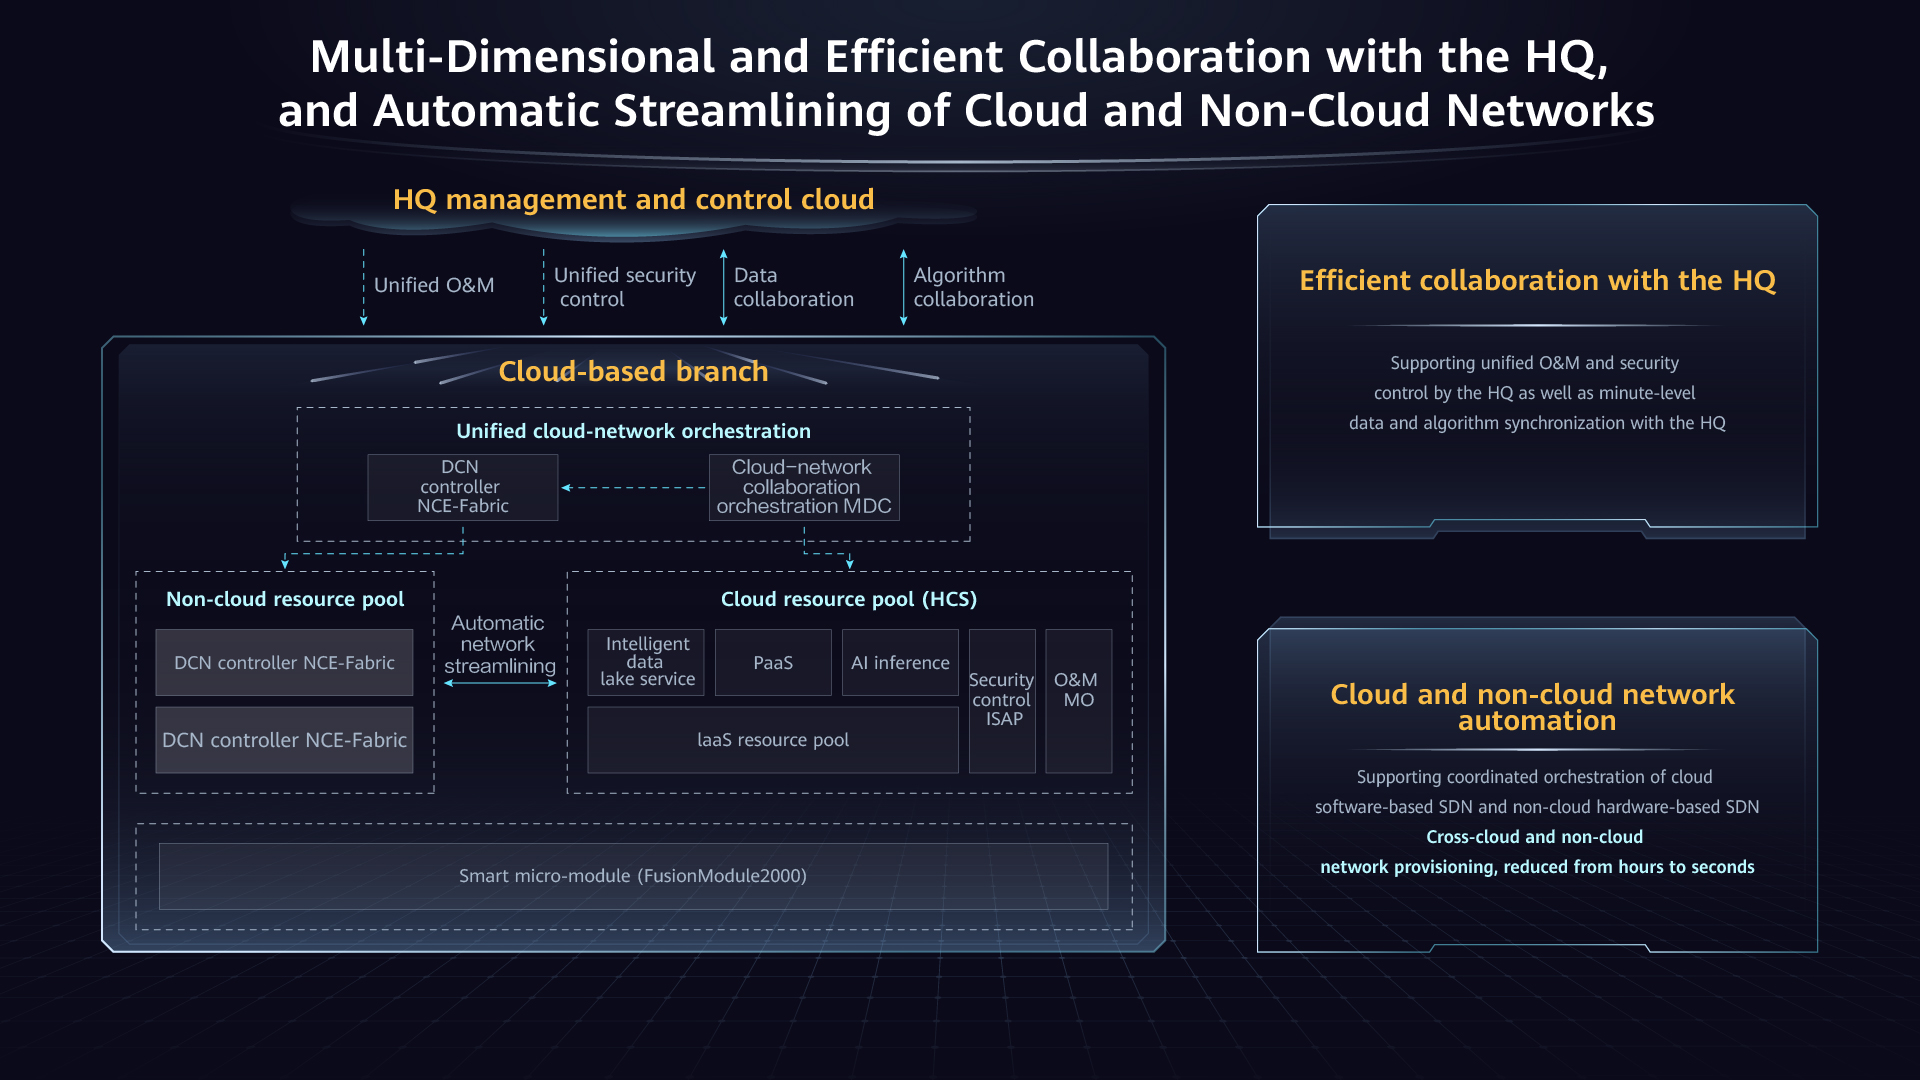 Multi-Dimensional and Efficient Collaboration with the HQ,
and Automatic Streamlining of Cloud and Non-Cloud Networks
HQ management and control cloud
Unified O&M
Unified security
control
Data
collaboration
Algorithm
collaboration
Cloud-based branch
Unified cloud-network orchestration
DCN
controller
NCE-Fabric
Cloud-network
collaboration
orchestration MDC
Non-cloud resource pool
DCN controller NCE-Fabric
DCN controller NCE-Fabric
Automatic
network
streamlining
Cloud resource pool (HCS)
Intelligent
data
lake service
PaaS
AI inference
Security
control
ISAP
O&M
MO
laaS resource pool
Smart micro-module (FusionModule2000)
Efficient collaboration with the HQ
Supporting unified O&M and security
control by the HQ as well as minute-level
data and algorithm synchronization with the HQ
Cloud and non-cloud network
automation
Supporting coordinated orchestration of cloud
software-based SDN and non-cloud hardware-based SDN
Cross-cloud and non-cloud
network provisioning, reduced from hours to seconds